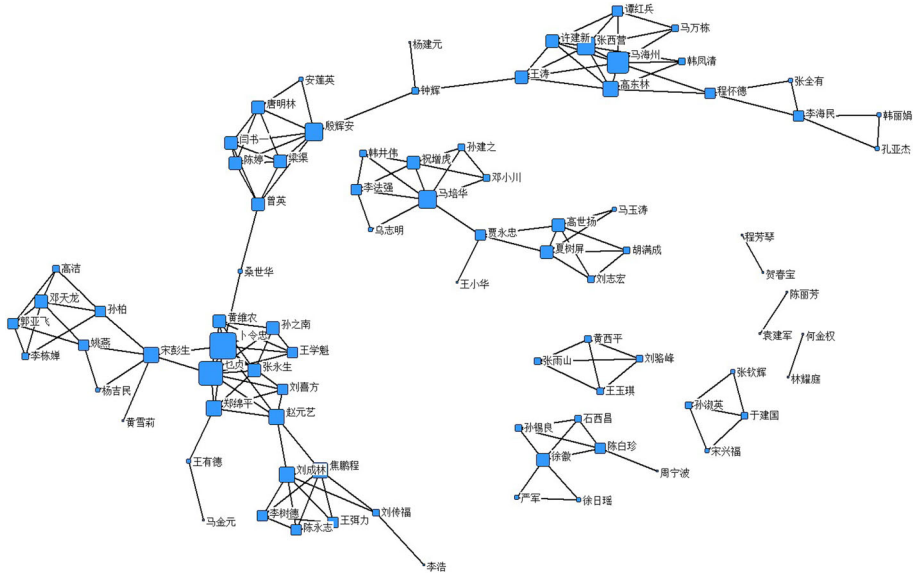 谭红兵
马万栋
许建新
张西营
杨建元
马海州
韩凤清
王涛
安莲英
张全有
钟辉
高东林
程怀德
唐明林
李海民
韩丽娟
殷辉安
闫书一
孙建之
孔亚杰
韩井伟
祝增虎
陈婷
梁渠
邓小川
李法强
马培华
曾英
马玉涛
高世扬
乌志明
贾永忠
程芳琴
夏树屏
胡满成
高洁
桑世华
贺春宝
刘志宏
王小华
邓天龙
陈丽芳
孙柏
郭亚飞
黄维农
孙之南
卜令忠
袁建军
何金权
黄西平
姚燕
王学魁
李栋婵
宋彭生
张雨山
刘骆峰
乜贞
张永生
张钦辉
林耀庭
杨吉民
刘喜方
王玉琪
孙淑英
郑绵平
赵元艺
于建国
黄雪莉
石西昌
孙锡良
陈白珍
宋兴福
王有德
徐徽
刘成林
焦鹏程
周宁波
严军
徐日瑶
李树德
王弭力
刘传福
马金元
陈永志
李浩